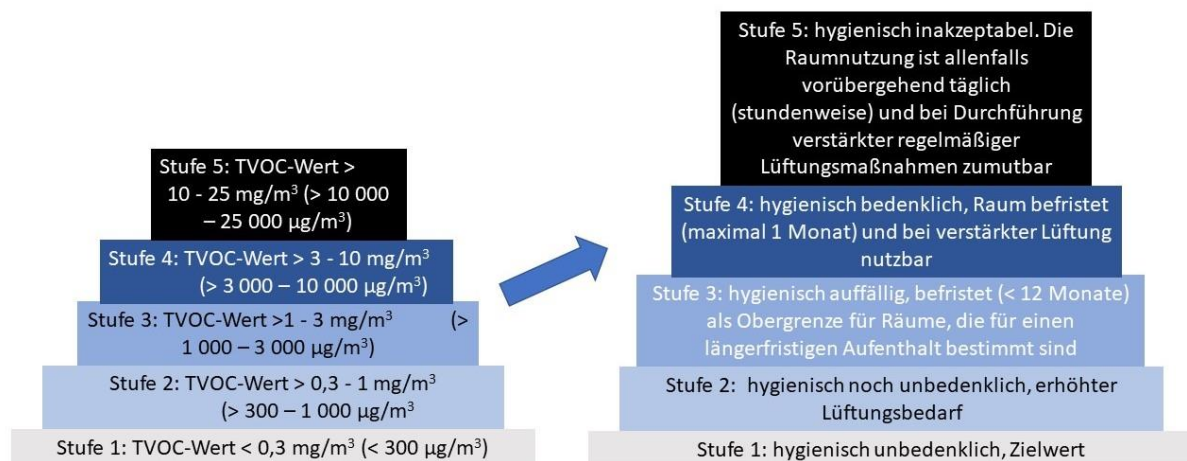 Stufe 5: TVOC-Wert >
10 - 25 mg/m³ (> 10 000
– 25 000 µg/m³)
Stufe 4: TVOC-Wert > 3 - 10 mg/m³
(> 3 000 – 10 000 µg/m³)
Stufe 3: TVOC-Wert >1 - 3 mg/m³ (>
1 000 – 3 000 µg/m³)
Stufe 2: TVOC-Wert > 0,3 - 1 mg/m³
(> 300 – 1 000 µg/m³
Stufe 1: TVOC-Wert < 0,3 mg/m³ (< 300 µg/m³)
Stufe 5: hygienisch inakzeptabel. Die
Raumnutzung ist allenfalls
vorübergehend täglich
(stundenweise) und bei Durchführung
verstärkter regelmäßiger
Lüftungsmaßnahmen zumutbar
Stufe 4: hygienisch bedenklich, Raum befristet
(maximal 1 Monat) und bei verstärkter Lüftung
nutzbar
Stufe 3: hygienisch auffällig, befristet (< 12 Monate)
als Obergrenze für Räume, die für einen
längerfristigen Aufenthalt bestimmt sind
Stufe 2: hygienisch noch unbedenklich, erhöhter
Lüftungsbedarf
Stufe 1: hygienisch unbedenklich, Zielwert